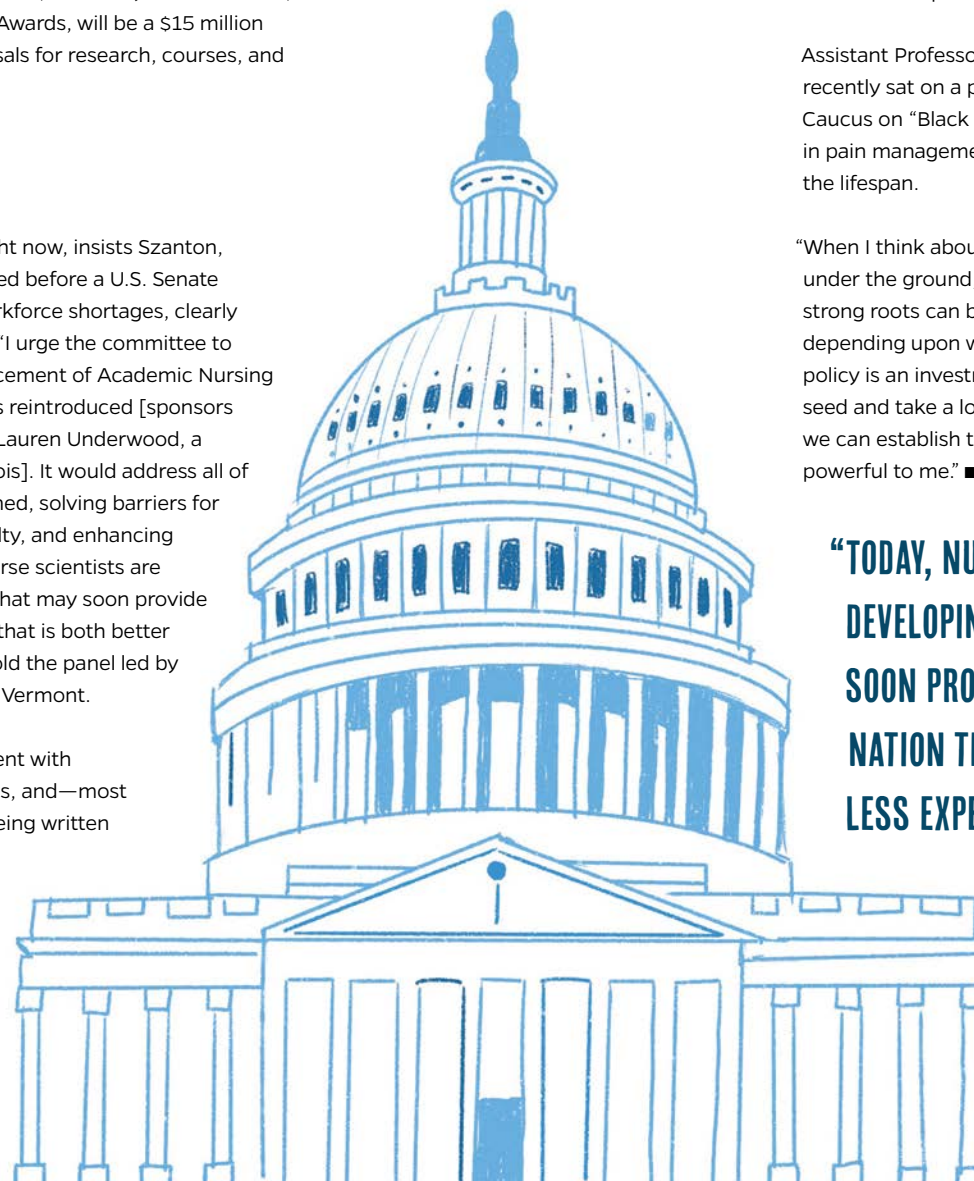 Awards, will be a $15 million
sals for research, courses, and
ht now, insists Szanton,
ed before a U.S. Senate
rkforce shortages, clearly
“I urge the committee to
cement of Academic Nursing
s reintroduced [sponsors
Lauren Underwood, a
ois]. It would address all of
ned, solving barriers for
lty, and enhancing
rse scientists are
that may soon provide
that is both better
old the panel led by
Vermont.
ent with
s, and—most
eing written
Assistant Professo
recently sat on a p
Caucus on “Black
in pain manageme
the lifespan.
“When I think abou
under the ground
strong roots can b
depending upon w
policy is an investm
seed and take a lo
we can establish t
powerful to me.” ■
“TODAY, NU
DEVELOPIN
SOON PRO
NATION TH
LESS EXPE